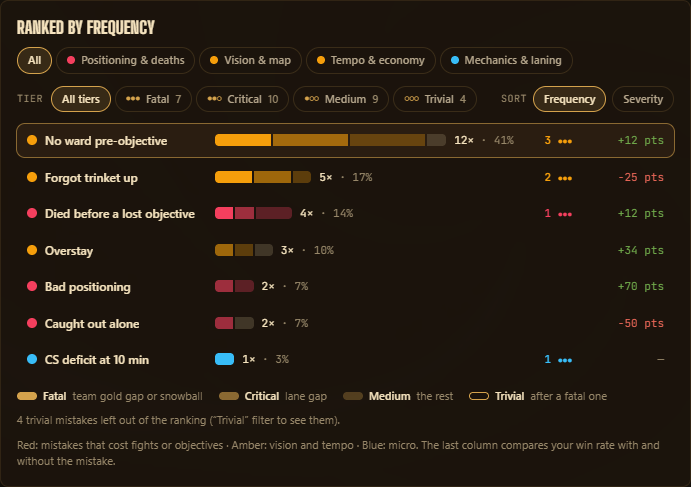 RANKED BY FREQUENCY
All Positioning & deaths Vision & map Tempo & economy Mechanics & laning
TIER All tiers Fatal 7 Critical 10 Medium 9 Trivial 4 SORT Frequency Severity
No ward pre-objective 12× · 41% 3 +12 pts
Forgot trinket up 5× · 17% 2 -25 pts
Died before a lost objective 4× · 14% 1 +12 pts
Overstay 3× · 10% +34 pts
Bad positioning 2× · 7% +70 pts
Caught out alone 2× · 7% -50 pts
CS deficit at 10 min 1× · 3% 1 —
Fatal team gold gap or snowball Critical lane gap Medium the rest Trivial after a fatal one
4 trivial mistakes left out of the ranking ("Trivial" filter to see them).
Red: mistakes that cost fights or objectives · Amber: vision and tempo · Blue: micro. The last column compares your win rate with and
without the mistake.